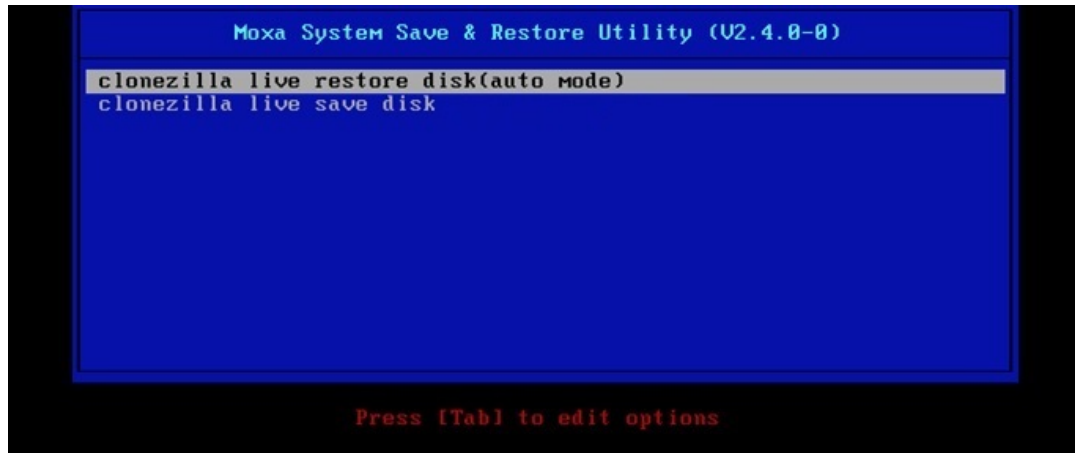 Moxa System Save & Restore Utility (V2.4.0-0)
clonezilla live restore disk(auto mode)
clonezilla live save disk
Press [Tab] to edit options